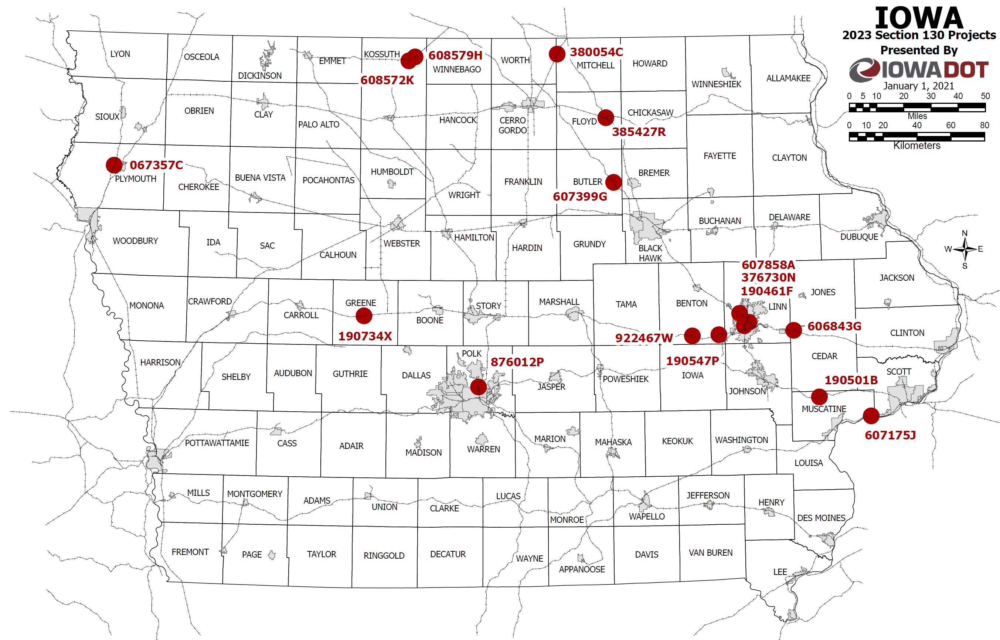 IOWA
2023 Section 130 Projects
Presented By
IOWADOT
January 1, 2021
0 5 10 20 30 40 50
Miles
0 10 20 40 60 80
Kilometers
N
W E
S
LYON
OSCEOLA
DICKINSON
EMMET
KOSSUTH
608579H
WINNEBAGO
608572K
WORTH
380054C
MITCHELL
HOWARD
WINNESHIEK
ALLAMAKEE
SIOUX
OBRIEN
CLAY
PALO ALTO
HANCOCK
CERRO
GORDO
FLOYD
CHICKASAW
385427R
067357C
PLYMOUTH
CHEROKEE
BUENA VISTA
POCAHONTAS
HUMBOLDT
WRIGHT
FRANKLIN
BUTLER
607399G
BREMER
FAYETTE
CLAYTON
WOODBURY
IDA
SAC
CALHOUN
WEBSTER
HAMILTON
HARDIN
GRUNDY
BLACK
HAWK
BUCHANAN
DELAWARE
DUBUQUE
607858A
376730N
190461F
MONONA
CRAWFORD
CARROLL
GREENE
190734X
BOONE
STORY
MARSHALL
TAMA
BENTON
LINN
JONES
JACKSON
922467W
606843G
CLINTON
HARRISON
SHELBY
AUDUBON
GUTHRIE
DALLAS
POLK
876012P
JASPER
POWESHIEK
190547P
IOWA
JOHNSON
CEDAR
190501B
SCOTT
MUSCATINE
607175J
POTTAWATTAMIE
CASS
ADAIR
MADISON
WARREN
MARION
MAHASKA
KEOKUK
WASHINGTON
LOUISA
MILLS
MONTGOMERY
ADAMS
UNION
CLARKE
LUCAS
MONROE
WAPELLO
JEFFERSON
HENRY
DES MOINES
FREMONT
PAGE
TAYLOR
RINGGOLD
DECATUR
WAYNE
APPANOOSE
DAVIS
VAN BUREN
LEE